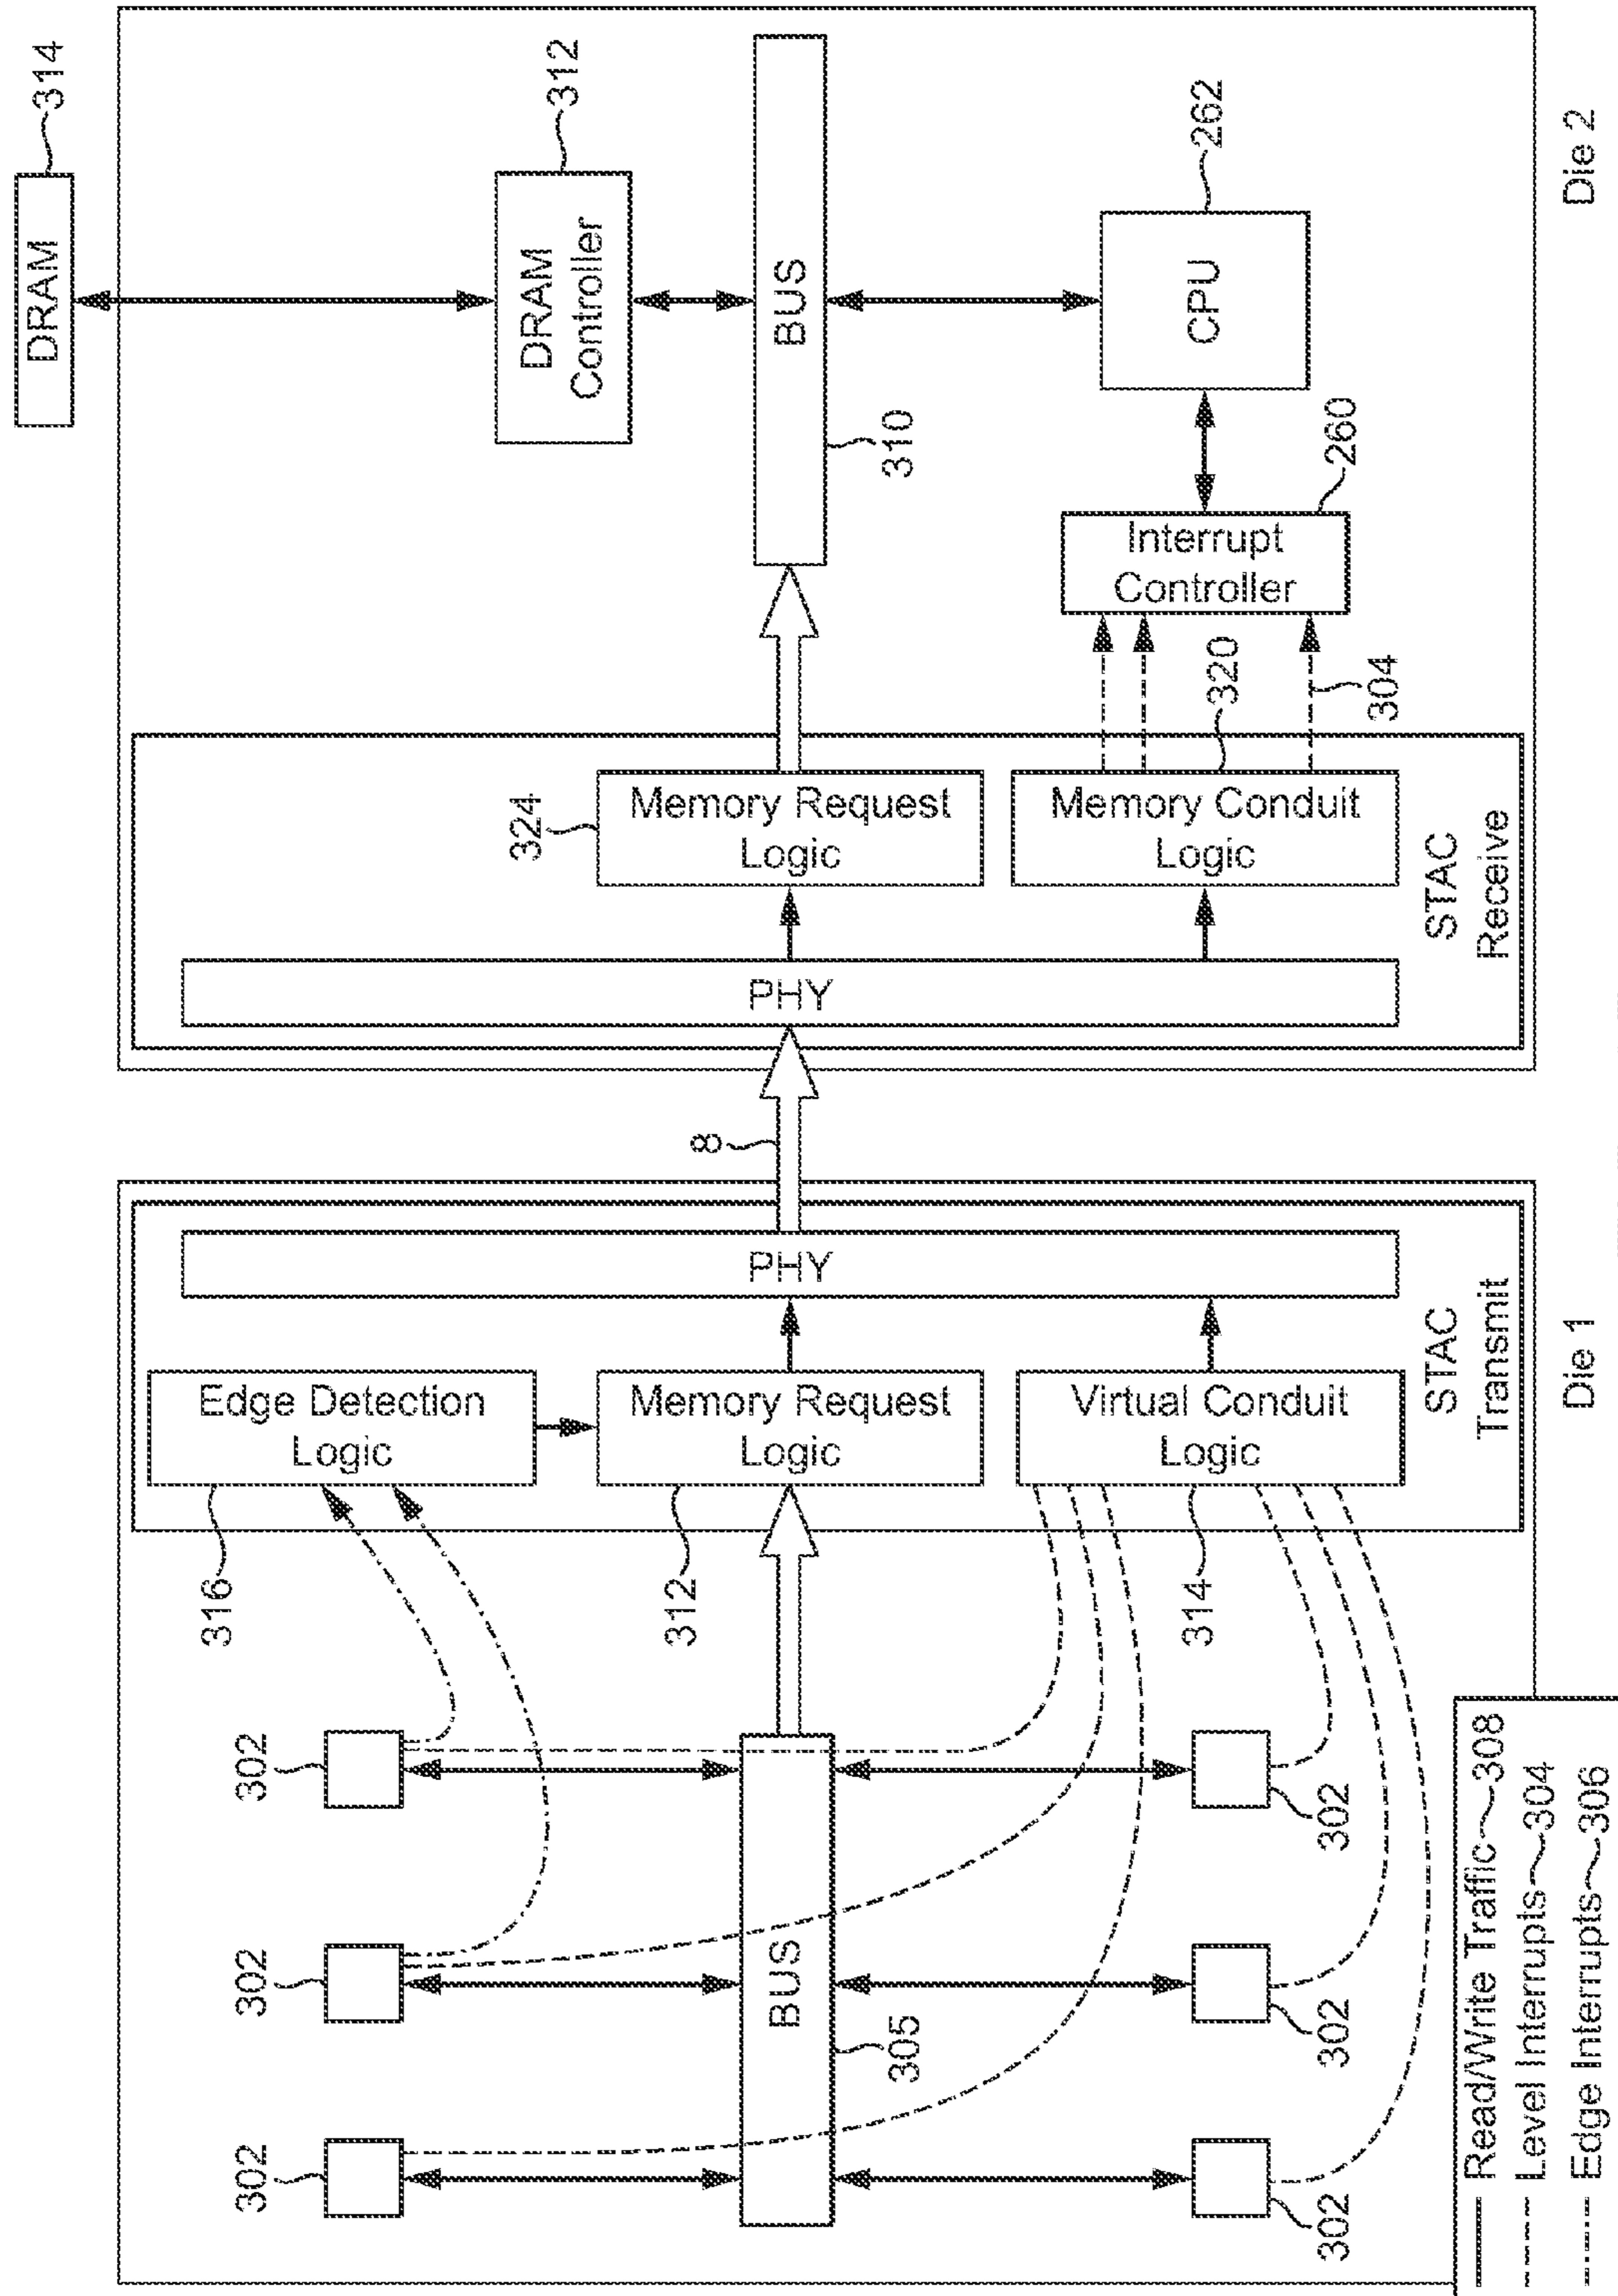 DRAM
314
DRAM
Controller
312
BUS
310
CPU
262
Interrupt
Controller
260
304
Memory Request
Logic
324
Memory Conduit
Logic
320
PHY
STAC
Receive
Die 2
8
PHY
Edge Detection
Logic
316
Memory Request
Logic
312
Virtual Conduit
Logic
314
STAC
Transmit
Die 1
302
302
302
BUS
305
302
302
302
Read/Write Traffic 308
Level Interrupts 304
Edge Interrupts 306